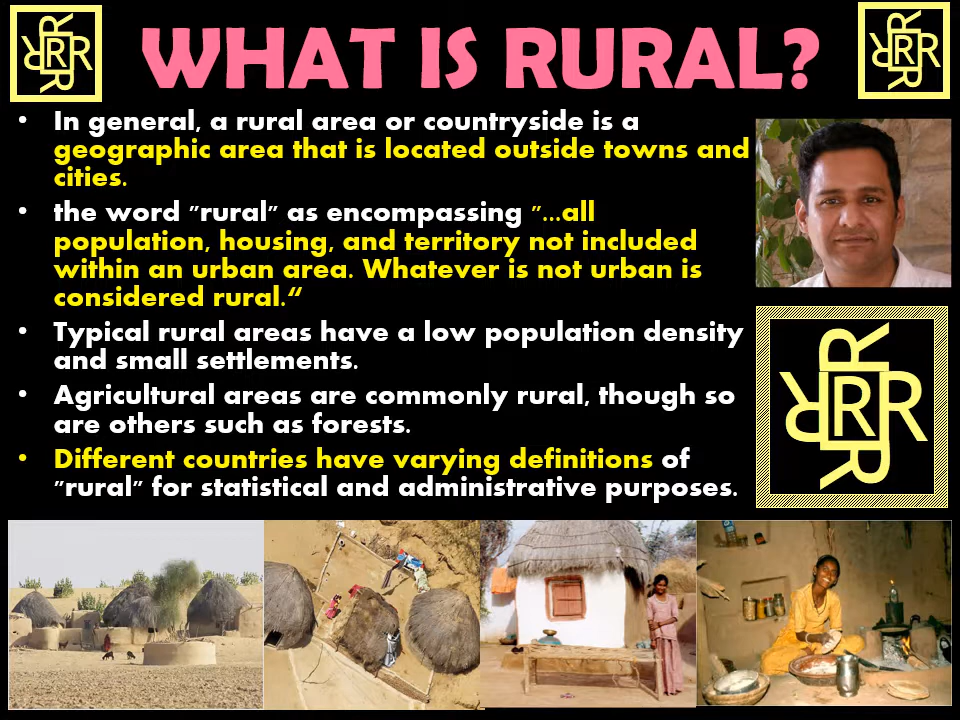 WHAT IS RURAL?
• In general, a rural area or countryside is a
geographic area that is located outside towns and
cities.
• the word "rural" as encompassing "...all
population, housing, and territory not included
within an urban area. Whatever is not urban is
considered rural."
• Typical rural areas have a low population density
and small settlements.
• Agricultural areas are commonly rural, though so
are others such as forests.
• Different countries have varying definitions of
"rural" for statistical and administrative purposes.
R
R R R
R
R
R R R
R
R
R R R
R